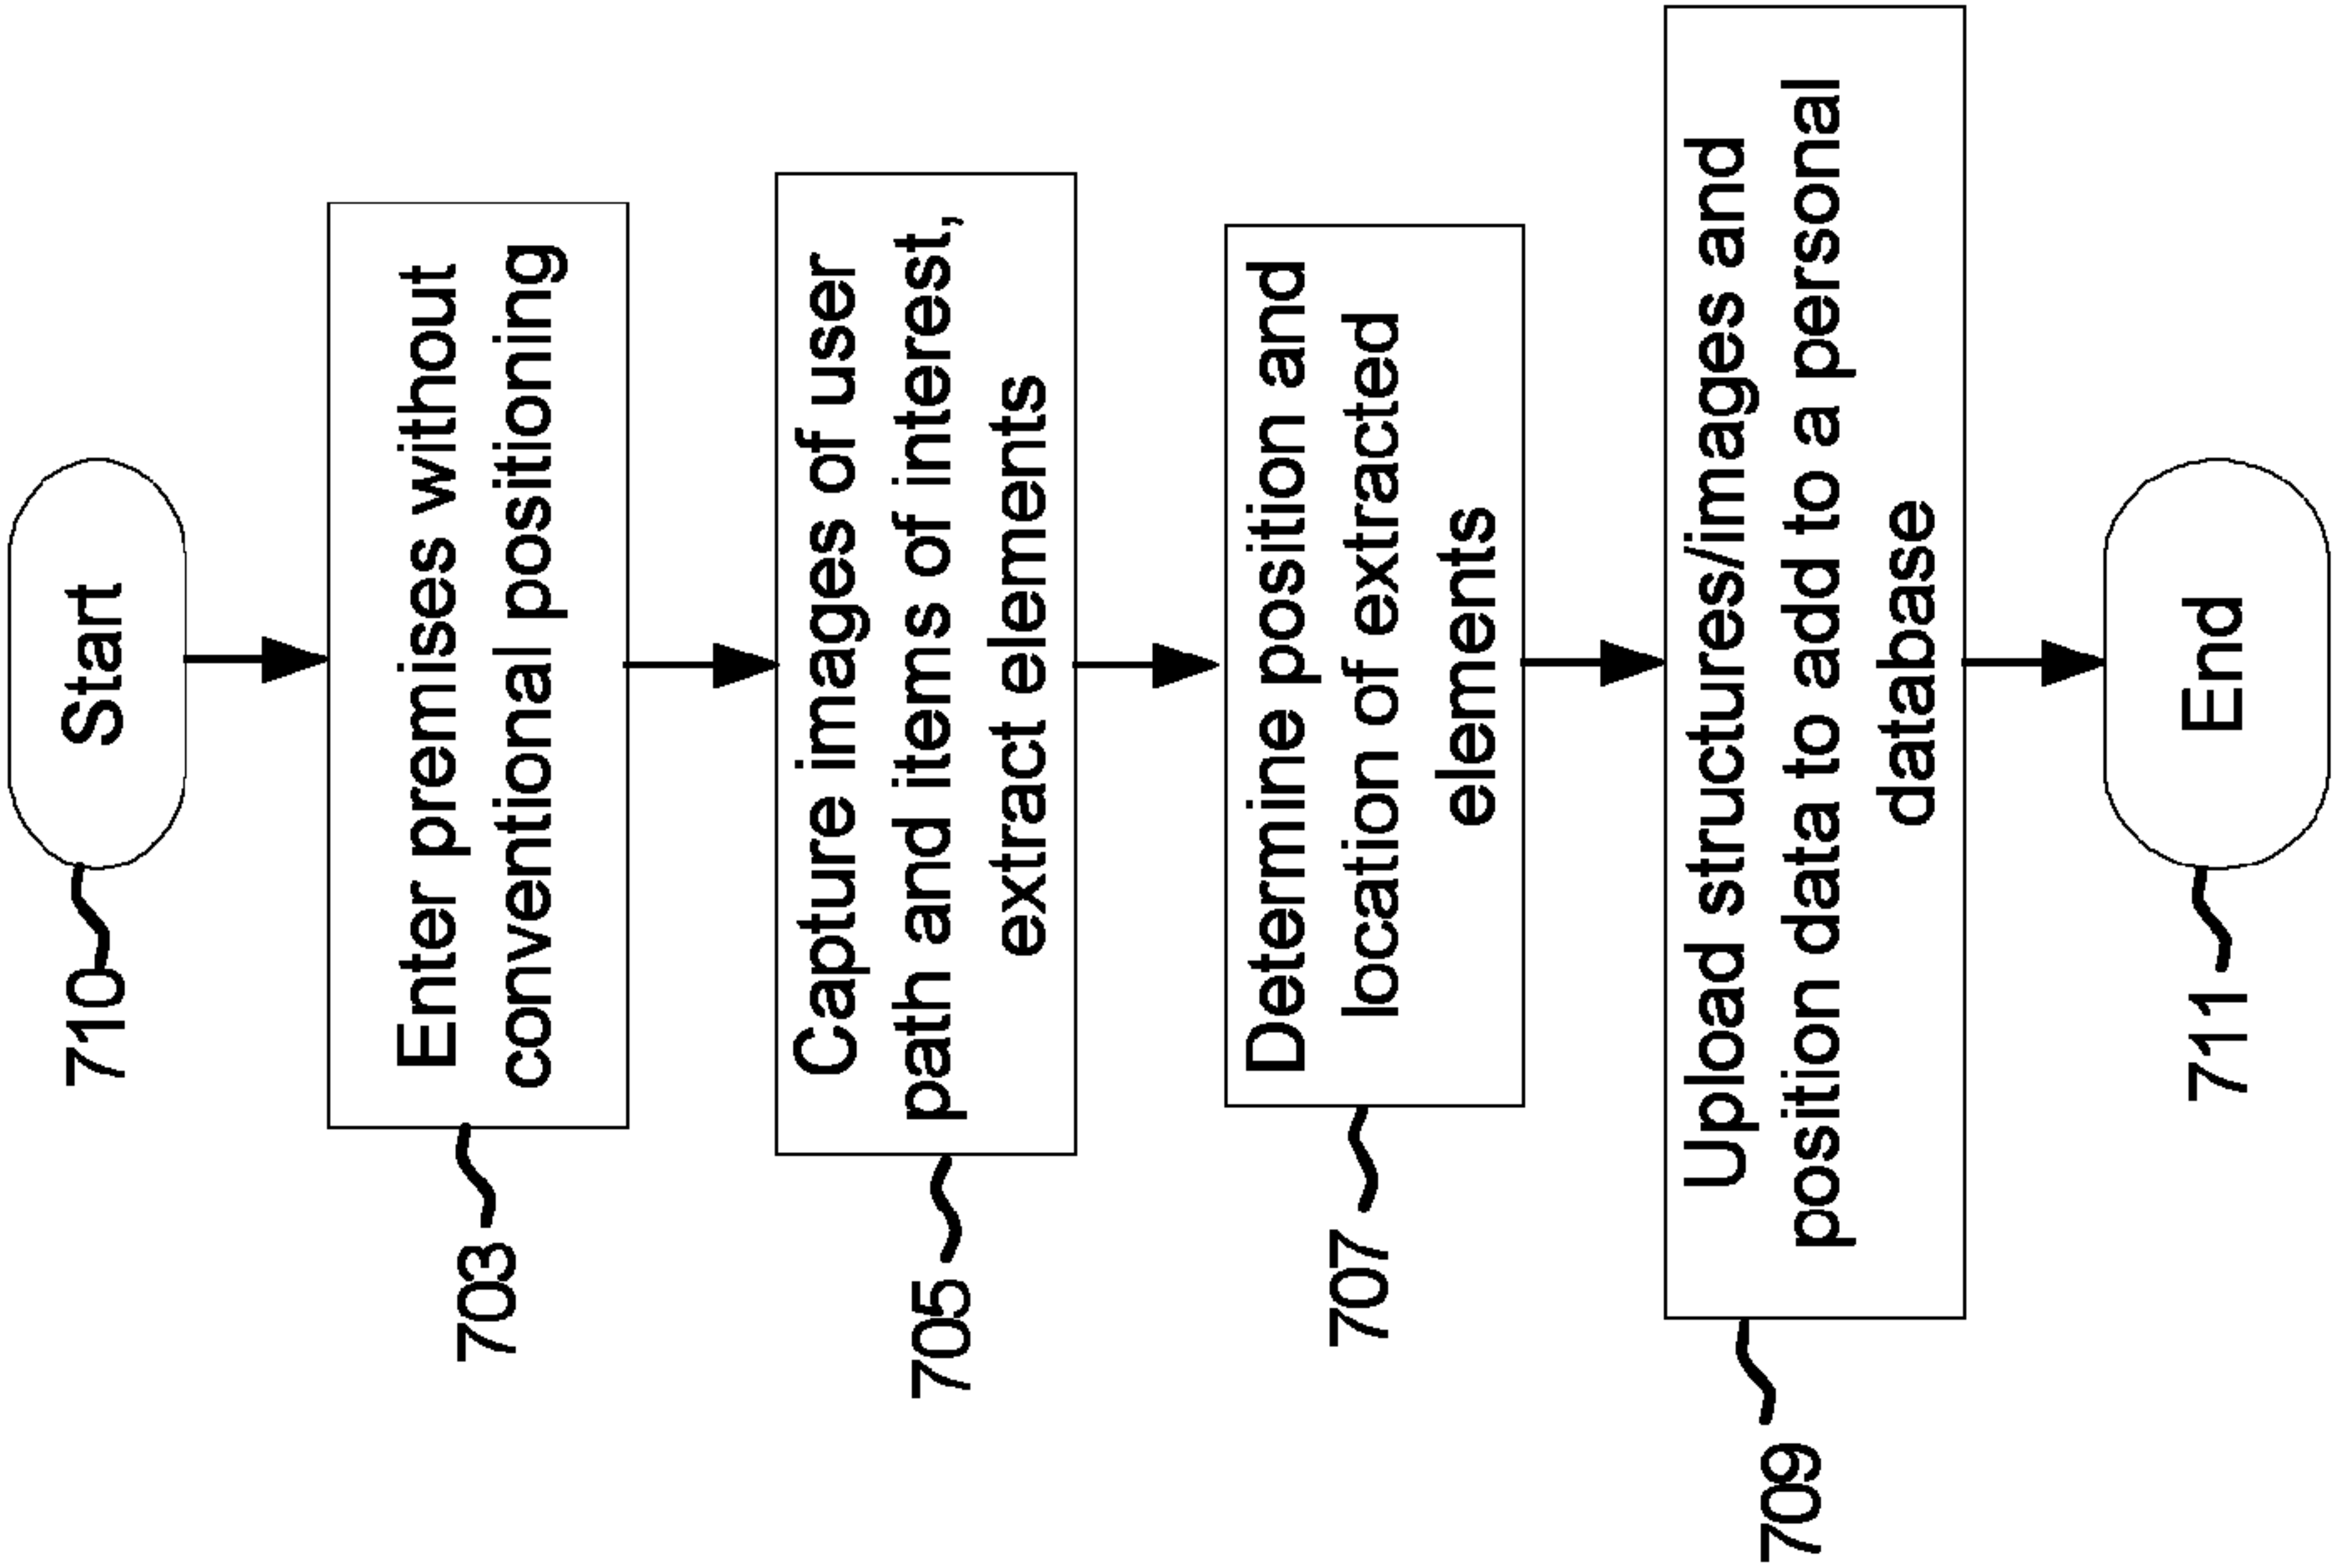 Start
710
Enter premises without
conventional positioning
703
Capture images of user
path and items of interest,
extract elements
705
Determine position and
location of extracted
elements
707
Upload structures/images and
position data to add to a personal
database
709
End
711